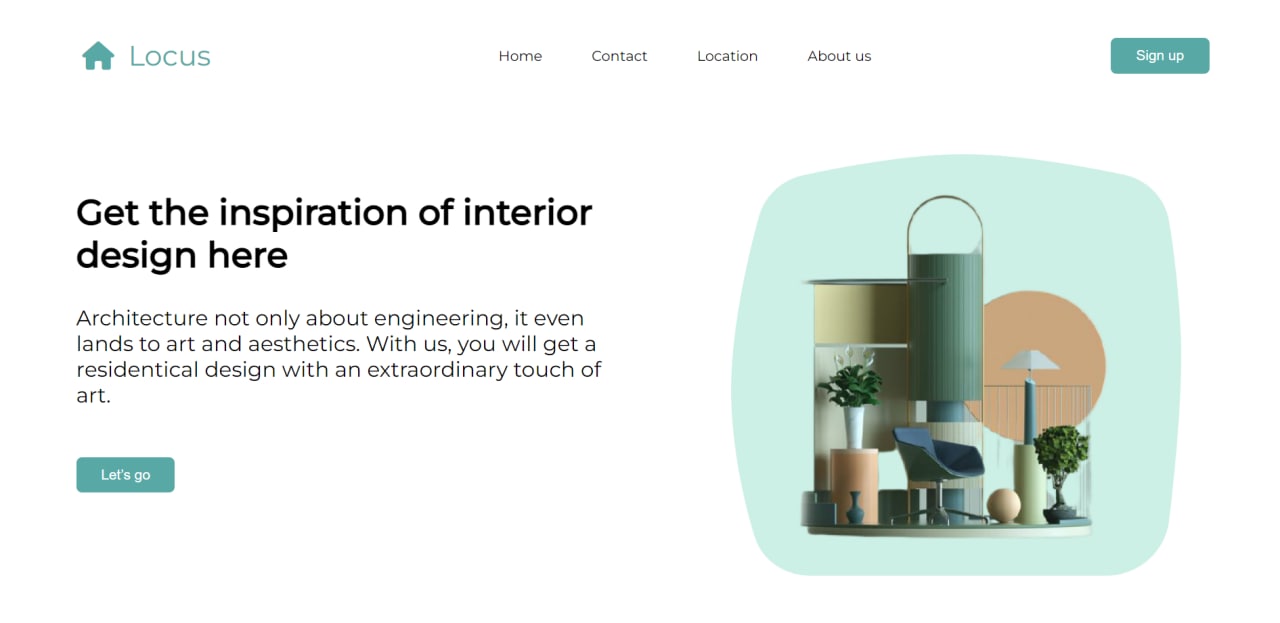 Locus
Home Contact Location About us
Sign up
Get the inspiration of interior
design here
Architecture not only about engineering, it even
lands to art and aesthetics. With us, you will get a
residentical design with an extraordinary touch of
art.
Let's go